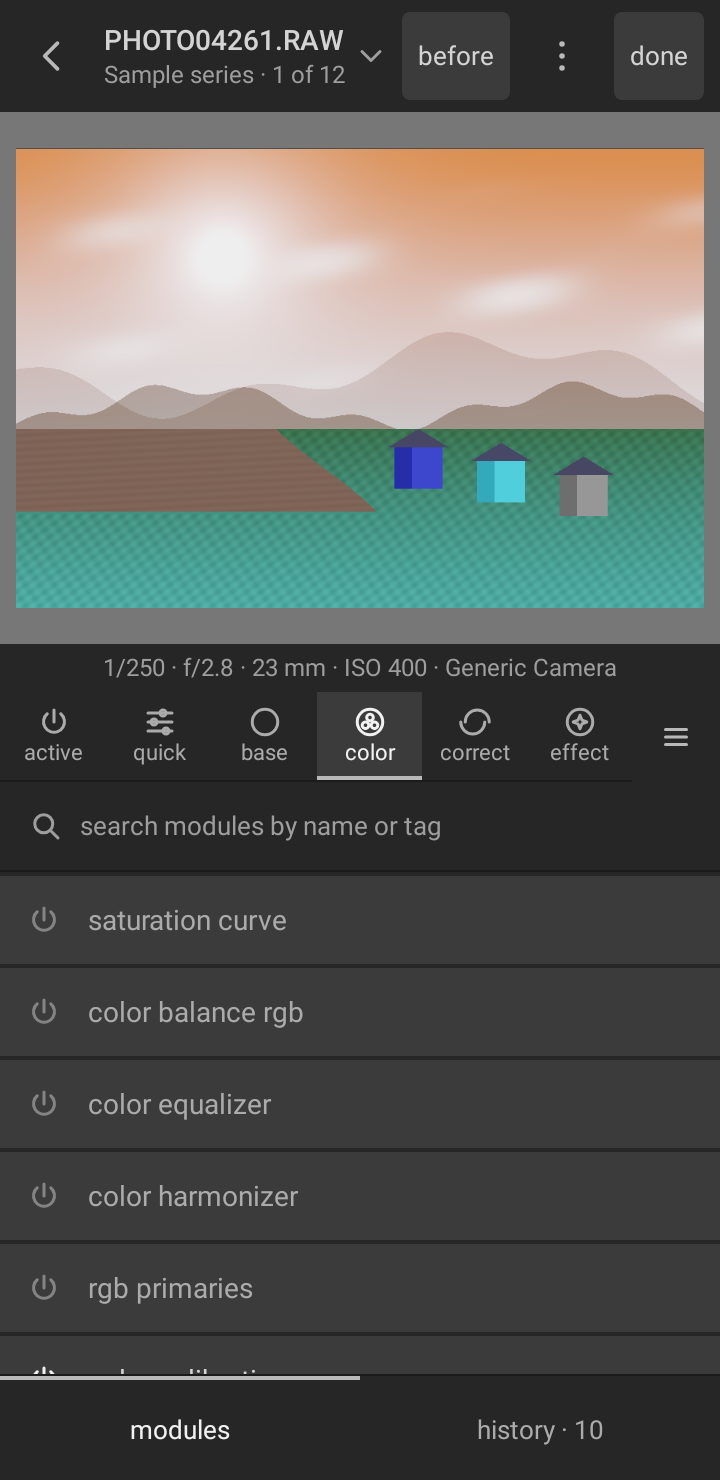 PHOTO04261.RAW
Sample series · 1 of 12
before
done
1/250 · f/2.8 · 23 mm · ISO 400 · Generic Camera
active
quick
base
color
correct
effect
search modules by name or tag
saturation curve
color balance rgb
color equalizer
color harmonizer
rgb primaries
modules
history · 10